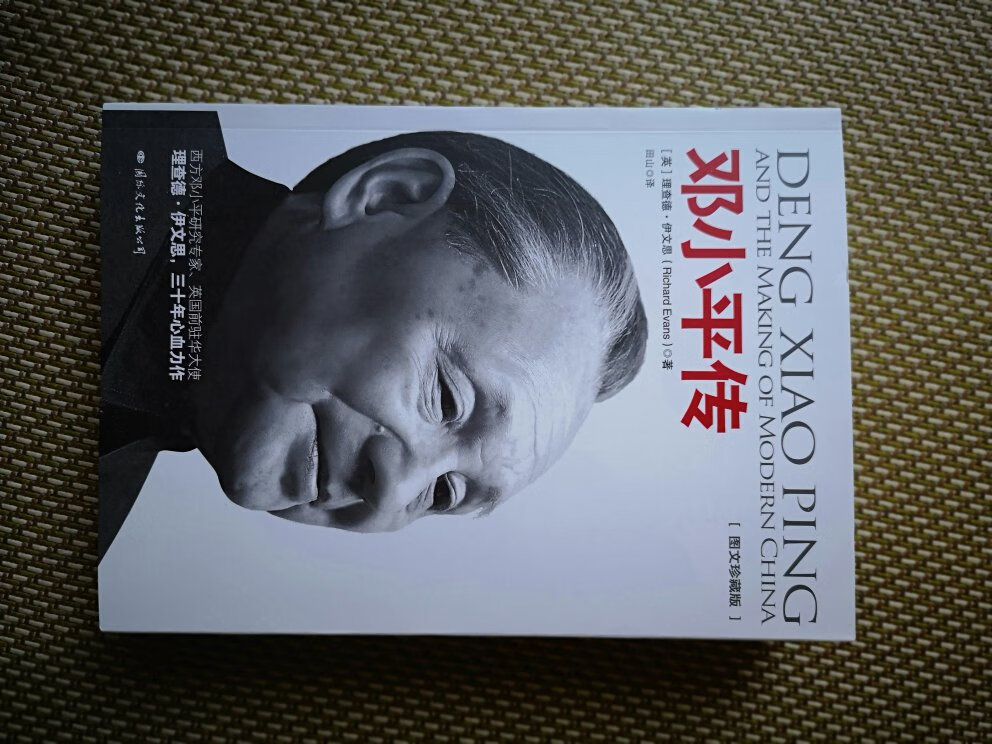 DENG XIAO PING
AND THE MAKING OF MODERN CHINA
邓小平传
[ 图文珍藏版 ]
[ 英 ] 理查德·伊文思 ( Richard Evans ) ◎ 著
田山 ◎ 译
西方邓小平研究专家、英国前驻华大使
理查德·伊文思，三十年心血力作
国际文化出版公司